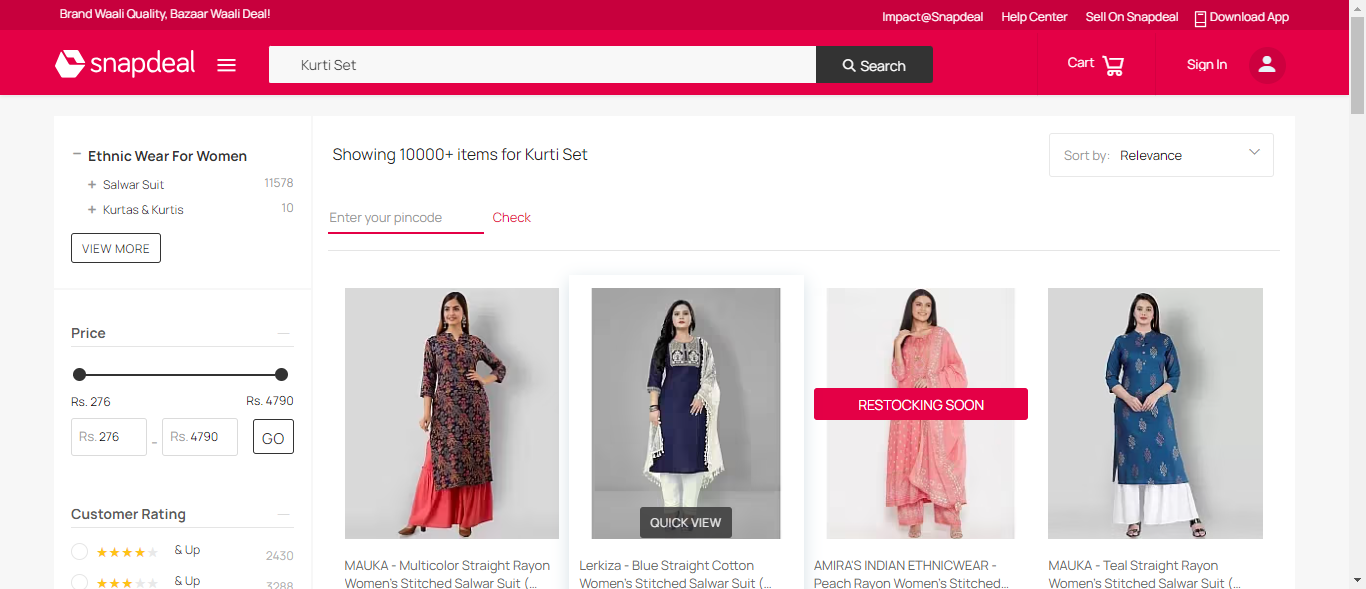 Brand Waali Quality, Bazaar Waali Deal!
Impact@Snapdeal Help Center Sell On Snapdeal Download App
snapdeal
Kurti Set
Search
Cart
Sign In
Ethnic Wear For Women
+ Salwar Suit 11578
+ Kurtas & Kurtis 10
VIEW MORE
Price
Rs. 276 Rs. 4790
Rs. 276 - Rs. 4790 GO
Customer Rating
& Up 2430
& Up 3288
Showing 10000+ items for Kurti Set
Sort by: Relevance
Enter your pincode Check
QUICK VIEW
RESTOCKING SOON
MAUKA - Multicolor Straight Rayon
Women's Stitched Salwar Suit (...
Lerkiza - Blue Straight Cotton
Women's Stitched Salwar Suit (...
AMIRA'S INDIAN ETHNICWEAR -
Peach Rayon Women's Stitched...
MAUKA - Teal Straight Rayon
Women's Stitched Salwar Suit (...